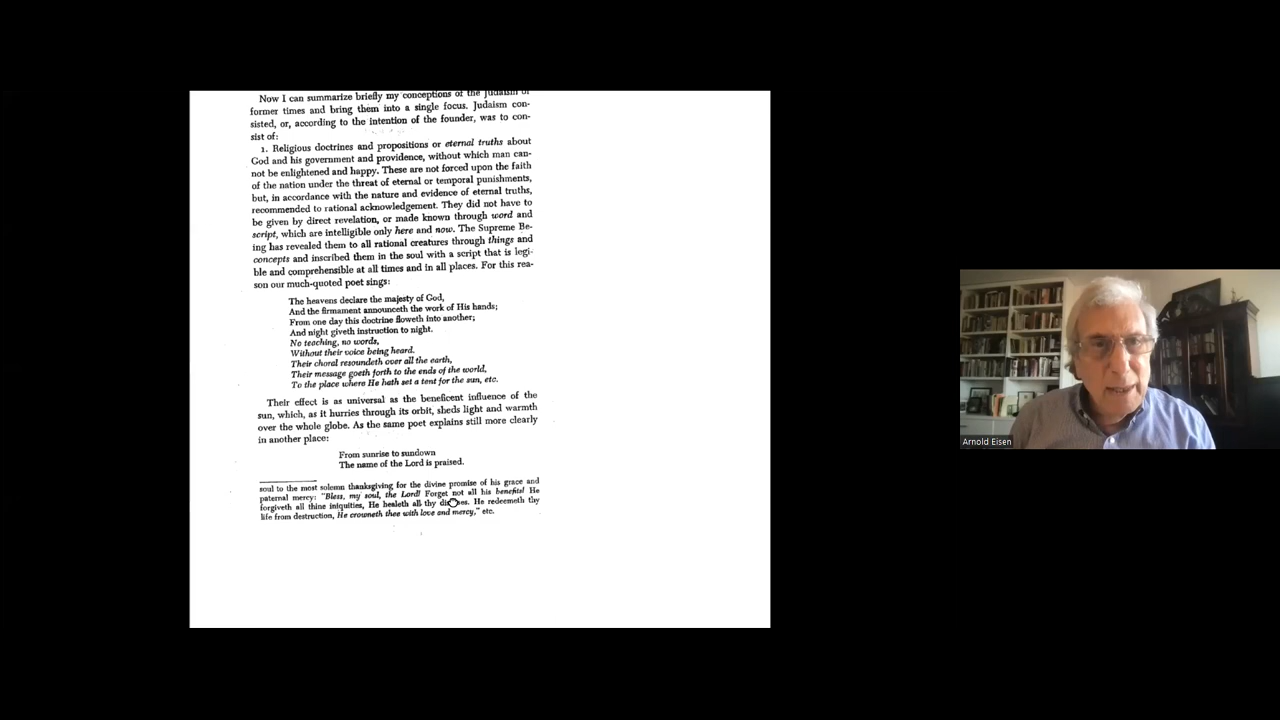 Now I can summarize briefly my conceptions of the Judaism of
former times and bring them into a single focus. Judaism con-
sisted, or, according to the intention of the founder, was to con-
sist of:
1. Religious doctrines and propositions or eternal truths about
God and his government and providence, without which man can-
not be enlightened and happy. These are not forced upon the faith
of the nation under the threat of eternal or temporal punishments,
but, in accordance with the nature and evidence of eternal truths,
recommended to rational acknowledgement. They did not have to
be given by direct revelation, or made known through word and
script, which are intelligible only here and now. The Supreme Be-
ing has revealed them to all rational creatures through things and
concepts and inscribed them in the soul with a script that is legi-
ble and comprehensible at all times and in all places. For this rea-
son our much-quoted poet sings:
The heavens declare the majesty of God,
And the firmament announceth the work of His hands;
From one day this doctrine floweth into another;
And night giveth instruction to night.
No teaching, no words,
Without their voice being heard.
Their choral resoundeth over all the earth,
Their message goeth forth to the ends of the world,
To the place where He hath set a tent for the sun, etc.
Their effect is as universal as the beneficent influence of the
sun, which, as it hurries through its orbit, sheds light and warmth
over the whole globe. As the same poet explains still more clearly
in another place:
From sunrise to sundown
The name of the Lord is praised.
soul to the most solemn thanksgiving for the divine promise of his grace and
paternal mercy: "Bless, my soul, the Lord! Forget not all his benefits! He
forgiveth all thine iniquities, He healeth all thy He redeemeth thy
life from destruction, He crowneth thee with love and mercy," etc.
Arnold Eisen